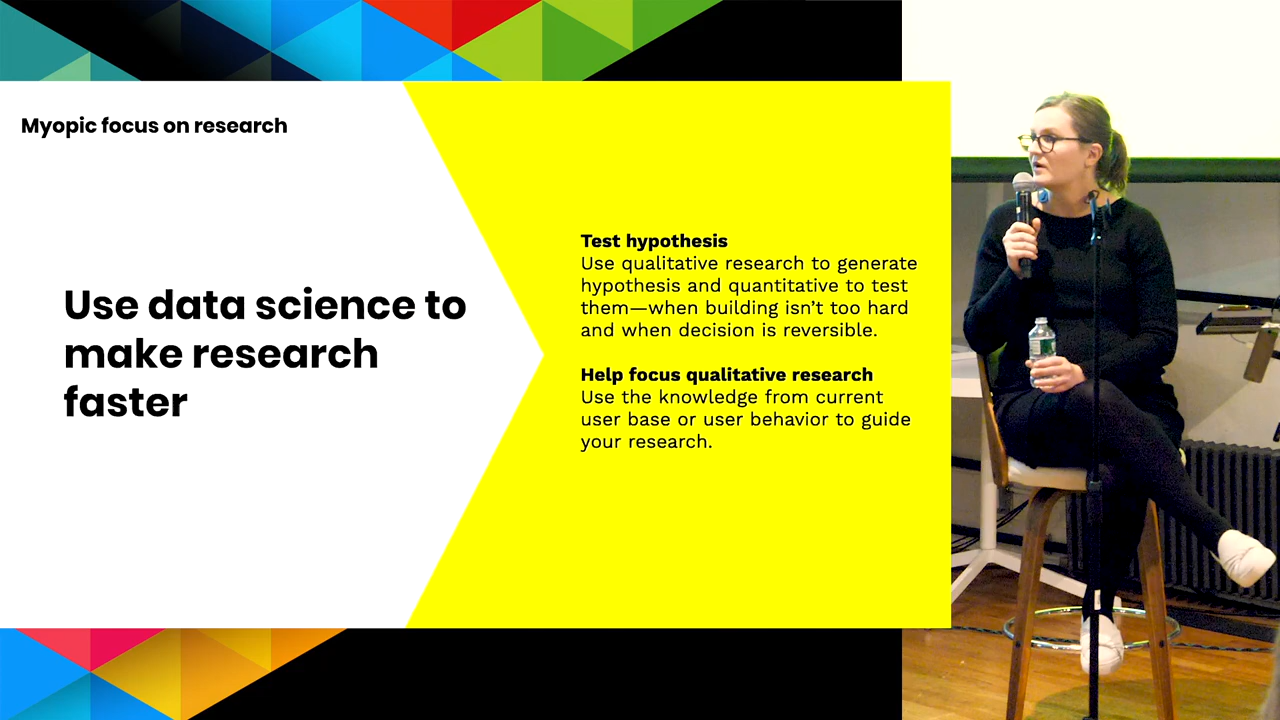 Myopic focus on research
Use data science to
make research
faster
Test hypothesis
Use qualitative research to generate
hypothesis and quantitative to test
them—when building isn’t too hard
and when decision is reversible.
Help focus qualitative research
Use the knowledge from current
user base or user behavior to guide
your research.